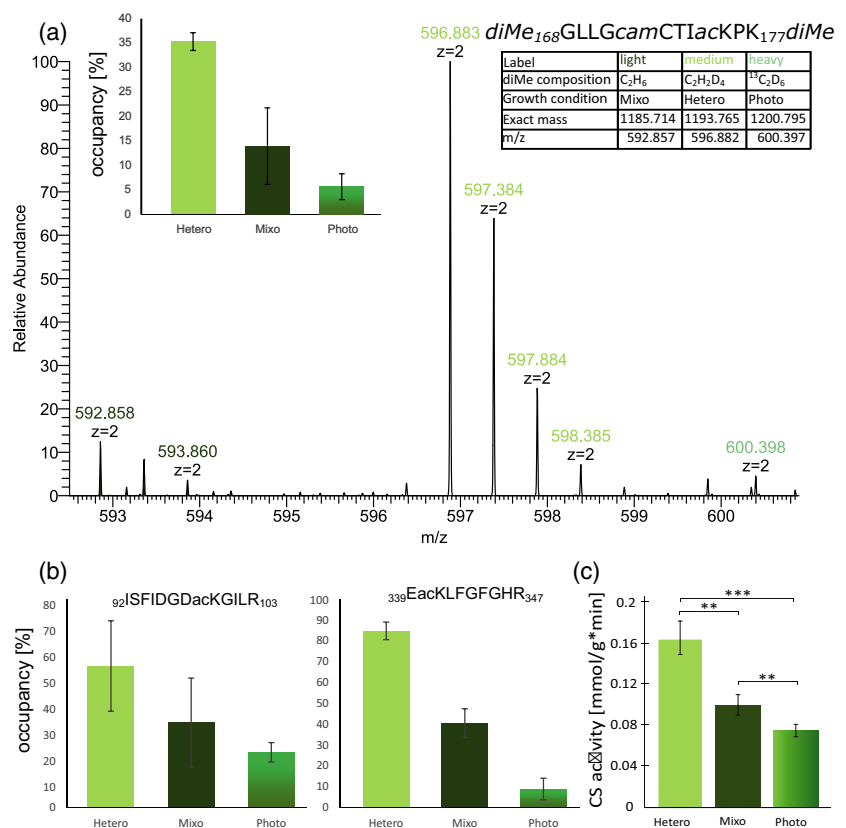 (a)
diMe168GLLGcamCTIacKPK177diMe
Label light medium heavy
diMe composition C2H6 C2H2D4 13C2D6
Growth condition Mixo Hetero Photo
Exact mass 1185.714 1193.765 1200.795
m/z 592.857 596.882 600.397
occupancy [%]
40
35
30
25
20
15
10
5
0
Hetero Mixo Photo
Relative Abundance
100
90
80
70
60
50
40
30
20
10
0
596.883
z=2
597.384
z=2
597.884
z=2
598.385
z=2
592.858
z=2
593.860
z=2
600.398
z=2
593 594 595 596 597 598 599 600
m/z
(b)
92ISFIDGDacKGILR103
occupancy [%]
80
70
60
50
40
30
20
10
0
Hetero Mixo Photo
339EacKLFGFGHR347
100
90
80
70
60
50
40
30
20
10
0
Hetero Mixo Photo
(c)
CS ac☒vity [mmol/g*min]
0.2
0.16
0.12
0.08
0.04
0
***
**
**
Hetero Mixo Photo